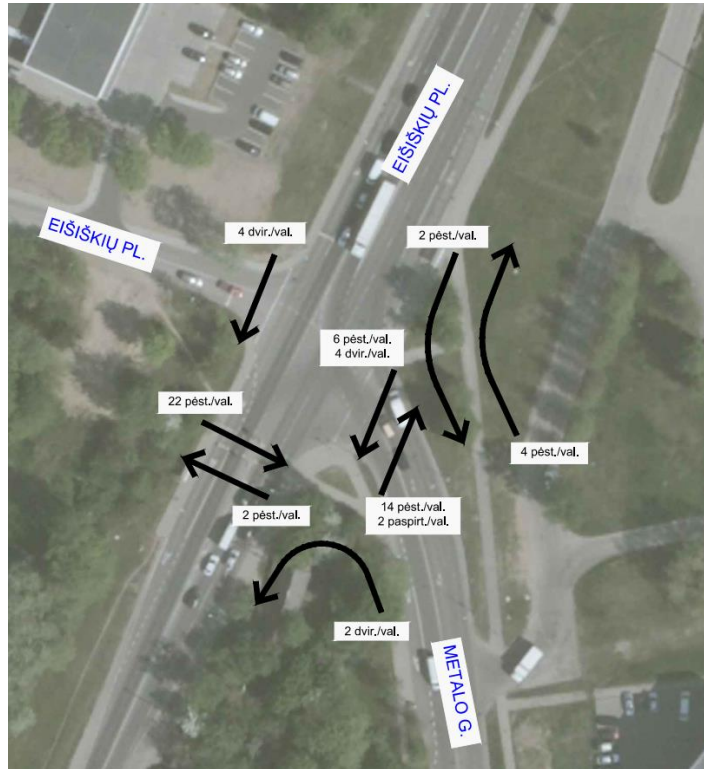 EIŠIŠKIŲ PL.
EIŠIŠKIŲ PL.
4 dvir./val.
2 pėst./val.
6 pėst./val.
4 dvir./val.
22 pėst./val.
4 pėst./val.
2 pėst./val.
14 pėst./val.
2 paspirt./val.
2 dvir./val.
METALO G.